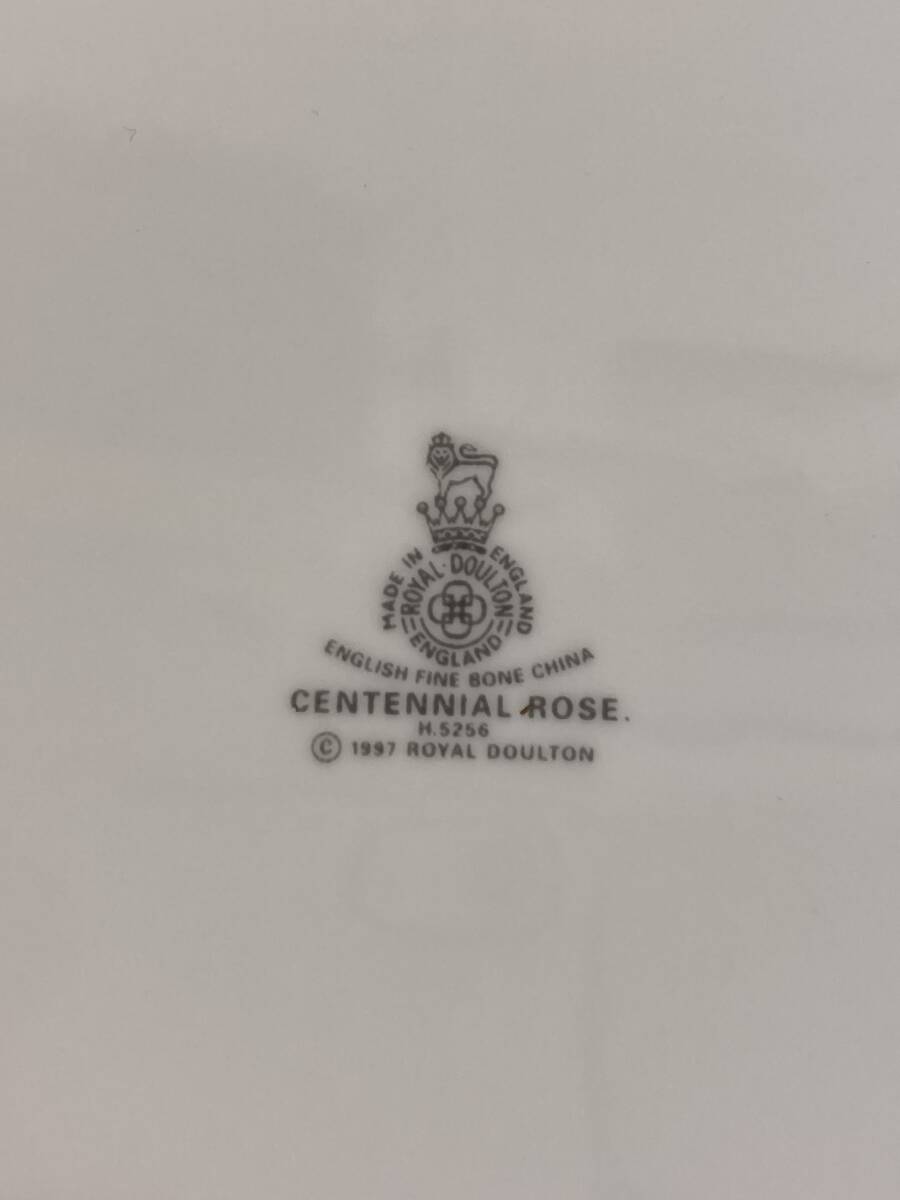 MADE IN ENGLAND
ROYAL · DOULTON
ENGLAND
ENGLISH FINE BONE CHINA
CENTENNIAL ROSE.
H.5256
© 1997 ROYAL DOULTON